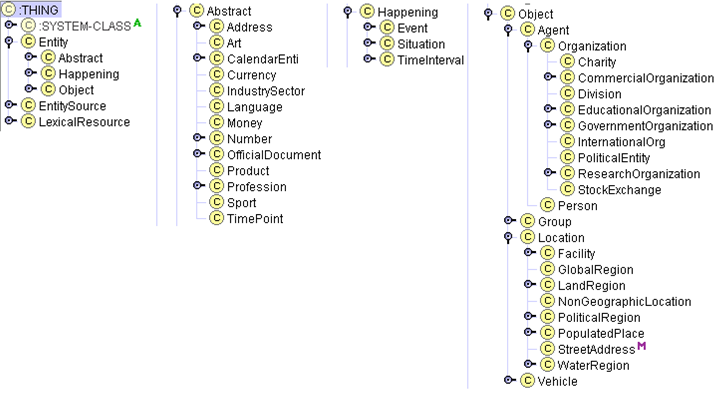 :THING
:SYSTEM-CLASS A
Entity
Abstract
Happening
Object
EntitySource
LexicalResource
Abstract
Address
Art
CalendarEnti
Currency
IndustrySector
Language
Money
Number
OfficialDocument
Product
Profession
Sport
TimePoint
Happening
Event
Situation
TimeInterval
Object
Agent
Organization
Charity
CommercialOrganization
Division
EducationalOrganization
GovernmentOrganization
InternationalOrg
PoliticalEntity
ResearchOrganization
StockExchange
Person
Group
Location
Facility
GlobalRegion
LandRegion
NonGeographicLocation
PoliticalRegion
PopulatedPlace
StreetAddress M
WaterRegion
Vehicle